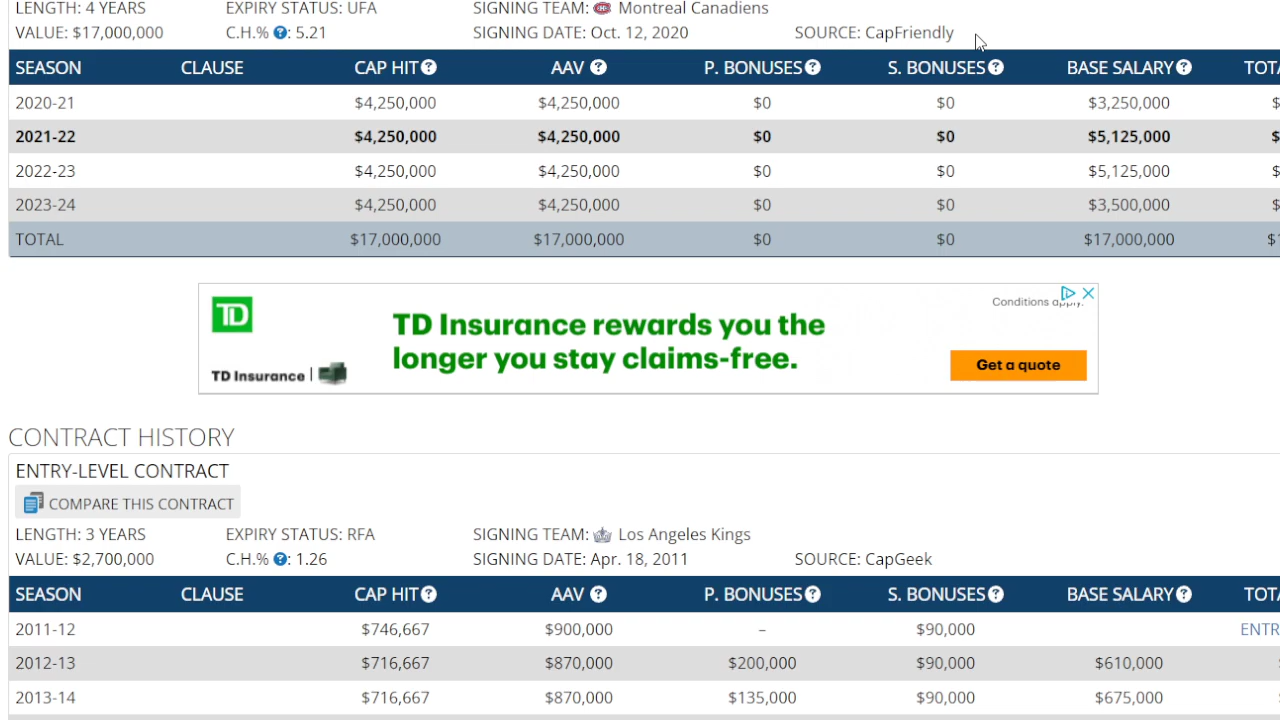 LENGTH: 4 YEARS EXPIRY STATUS: UFA SIGNING TEAM: Montreal Canadiens
VALUE: $17,000,000 C.H.% ?: 5.21 SIGNING DATE: Oct. 12, 2020 SOURCE: CapFriendly
SEASON CLAUSE CAP HIT? AAV ? P. BONUSES? S. BONUSES? BASE SALARY? TOTA
2020-21 $4,250,000 $4,250,000 $0 $0 $3,250,000 $
2021-22 $4,250,000 $4,250,000 $0 $0 $5,125,000 $
2022-23 $4,250,000 $4,250,000 $0 $0 $5,125,000 $
2023-24 $4,250,000 $4,250,000 $0 $0 $3,500,000 $
TOTAL $17,000,000 $17,000,000 $0 $0 $17,000,000 $1
Conditions apply.
TD
TD Insurance rewards you the
longer you stay claims-free.
TD Insurance
Get a quote
CONTRACT HISTORY
ENTRY-LEVEL CONTRACT
COMPARE THIS CONTRACT
LENGTH: 3 YEARS EXPIRY STATUS: RFA SIGNING TEAM: Los Angeles Kings
VALUE: $2,700,000 C.H.% ?: 1.26 SIGNING DATE: Apr. 18, 2011 SOURCE: CapGeek
SEASON CLAUSE CAP HIT? AAV ? P. BONUSES? S. BONUSES? BASE SALARY? TOTA
2011-12 $746,667 $900,000 – $90,000 ENTR
2012-13 $716,667 $870,000 $200,000 $90,000 $610,000 $
2013-14 $716,667 $870,000 $135,000 $90,000 $675,000 $